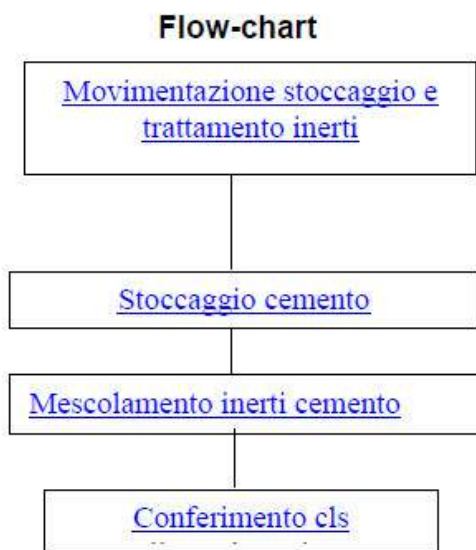 Flow-chart
Movimentazione stoccaggio e
trattamento inerti
Stoccaggio cemento
Mescolamento inerti cemento
Conferimento cls